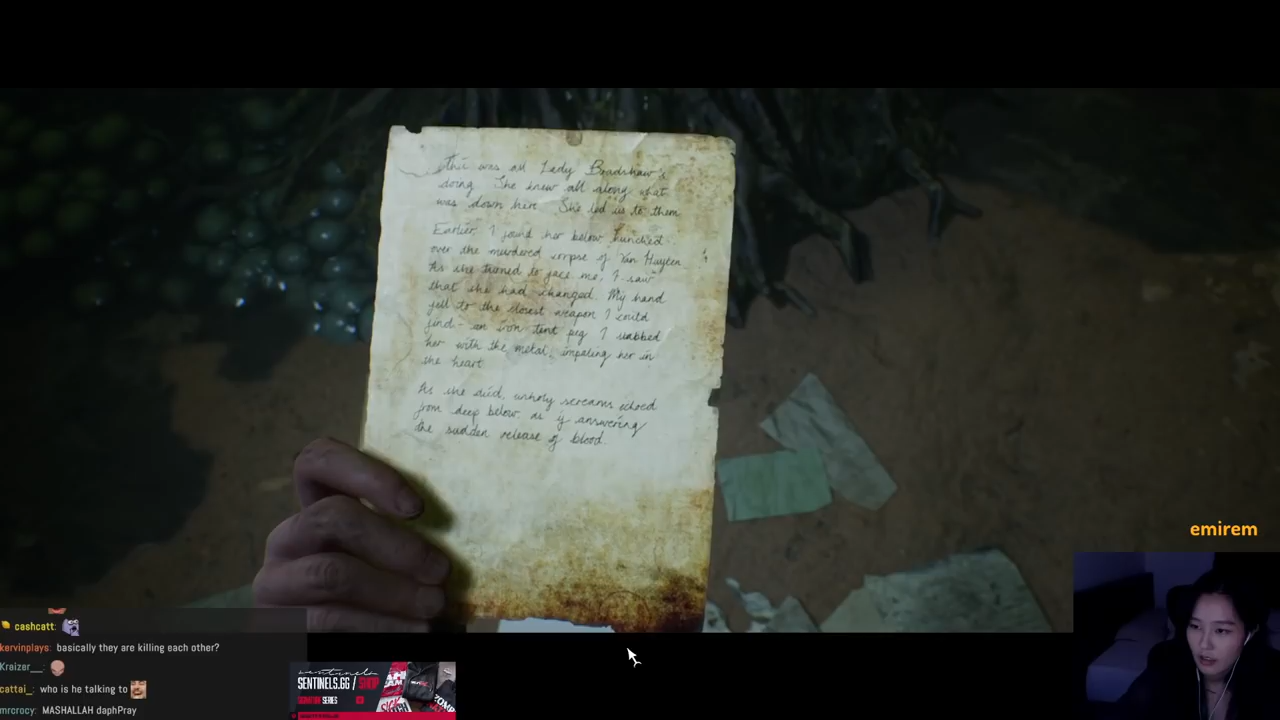 This was all Lady Bradshaw's
doing. She knew all along what
was down here. She led us to them.
Earlier, I found her below, hunched
over the murdered corpse of Van Huycen.
As she turned to face me, I saw
that she had changed. My hand
fell to the closest weapon I could
find - an iron tent peg. I stabbed
her with the metal, impaling her in
the heart.
As she died, unholy screams echoed
from deep below, as if answering
the sudden release of blood.
emirem
cashcatt:
kervinplays: basically they are killing each other?
Kraizer__:
cattai_: who is he talking to
mrcrocy: MASHALLAH daphPray
sentinels
SENTINELS.GG / SHOP
SIGNATURE SERIES